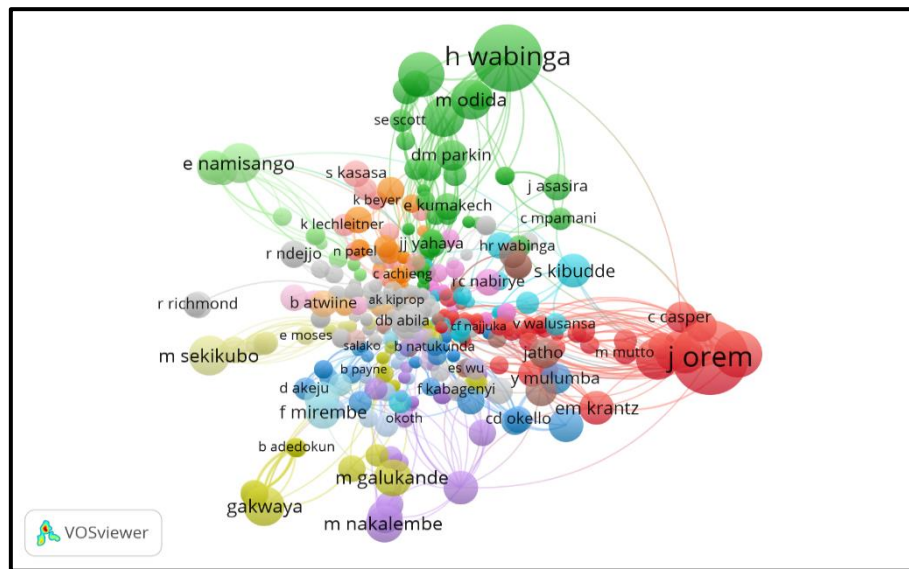 h wabinga
m odida
se scott
dm parkin
e namisango
s kasasa
j asasira
k beyer
e kumakech
c mpamani
k lechleitner
jj yahaya
hr wabinga
r ndejjo
n patel
s kibudde
c achieng
rc nabirye
r richmond
b atwiine
ak kiprop
c casper
db abila
cf najjuka
v walusansa
e moses
m sekikubo
salako
b natukunda
jatho
m mutto
j orem
b payne
es wu
y mulumba
d akeju
f kabagenyi
f mirembe
okoth
cd okello
em krantz
b adedokun
m galukande
gakwaya
m nakalembe
VOSviewer